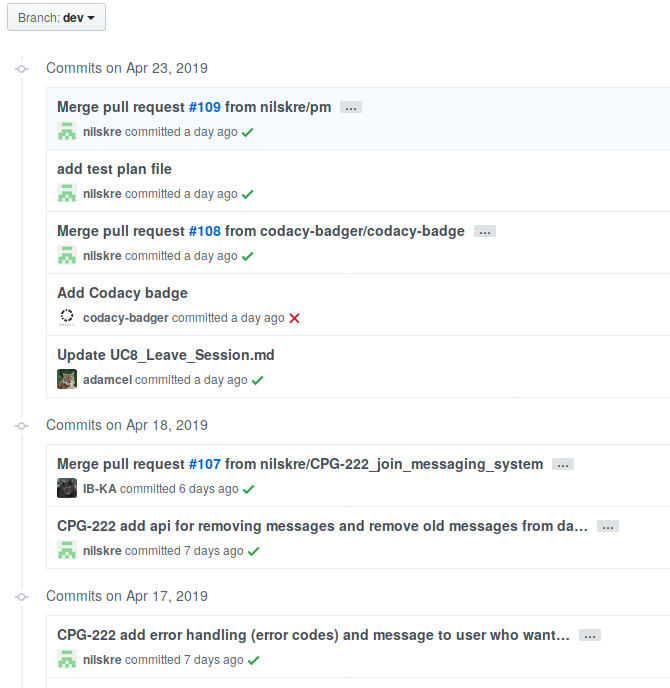 Branch: dev
Commits on Apr 23, 2019
Merge pull request #109 from nilskre/pm ...
nilskre committed a day ago
add test plan file
nilskre committed a day ago
Merge pull request #108 from codacy-badger/codacy-badge ...
nilskre committed a day ago
Add Codacy badge
codacy-badger committed a day ago
Update UC8_Leave_Session.md
adamcel committed a day ago
Commits on Apr 18, 2019
Merge pull request #107 from nilskre/CPG-222_join_messaging_system ...
IB-KA committed 6 days ago
CPG-222 add api for removing messages and remove old messages from da... ...
nilskre committed 7 days ago
Commits on Apr 17, 2019
CPG-222 add error handling (error codes) and message to user who want... ...
nilskre committed 7 days ago